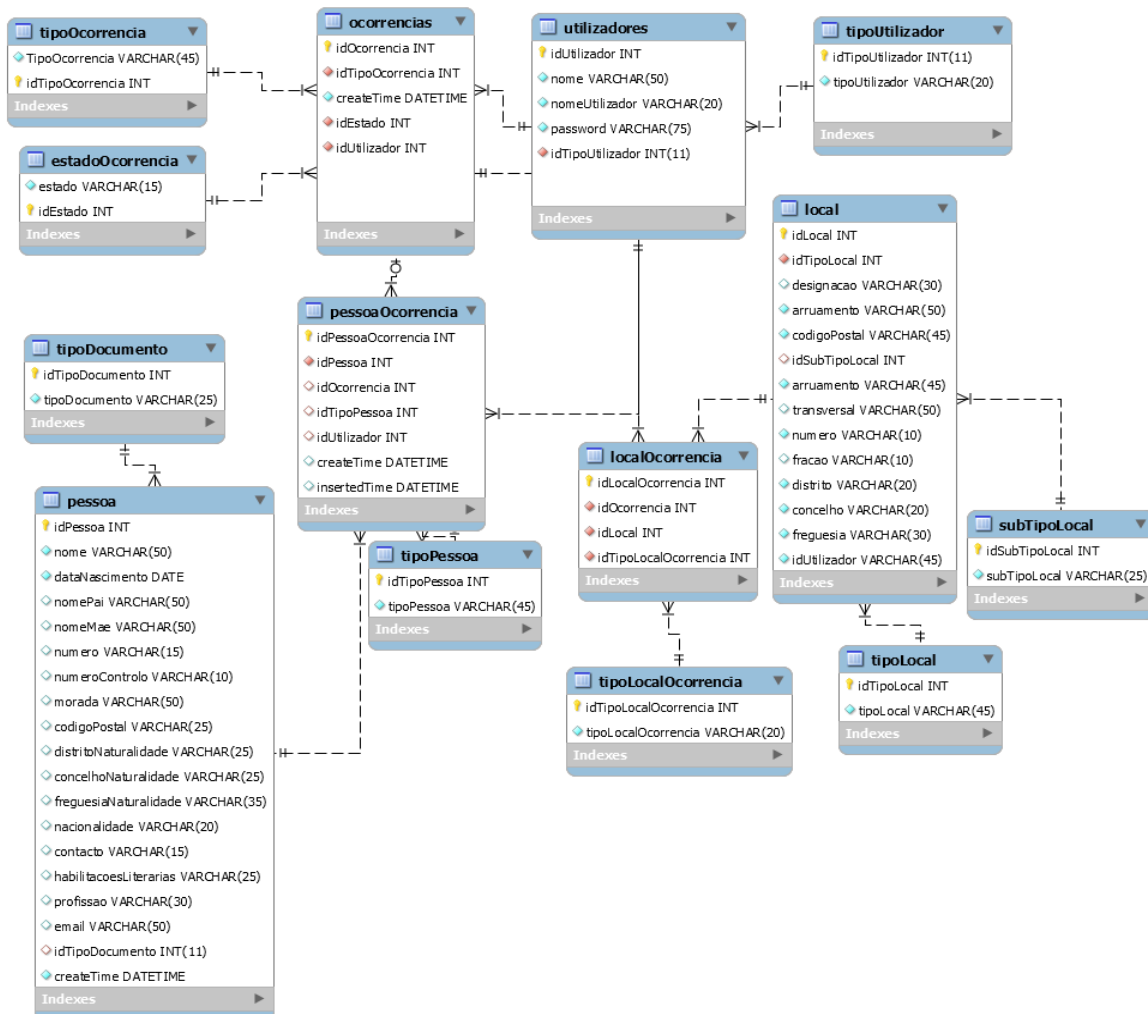 tipoOcorrencia
TipoOcorrencia VARCHAR(45)
idTipoOcorrencia INT
Indexes
estadoOcorrencia
estado VARCHAR(15)
idEstado INT
Indexes
ocorrencias
idOcorrencia INT
idTipoOcorrencia INT
createTime DATETIME
idEstado INT
idUtilizador INT
Indexes
utilizadores
idUtilizador INT
nome VARCHAR(50)
nomeUtilizador VARCHAR(20)
password VARCHAR(75)
idTipoUtilizador INT(11)
Indexes
tipoUtilizador
idTipoUtilizador INT(11)
tipoUtilizador VARCHAR(20)
Indexes
local
idLocal INT
idTipoLocal INT
designacao VARCHAR(30)
arruamento VARCHAR(50)
codigoPostal VARCHAR(45)
idSubTipoLocal INT
arruamento VARCHAR(45)
transversal VARCHAR(50)
numero VARCHAR(10)
fracao VARCHAR(10)
distrito VARCHAR(20)
concelho VARCHAR(20)
freguesia VARCHAR(30)
idUtilizador VARCHAR(45)
Indexes
pessoaOcorrencia
idPessoaOcorrencia INT
idPessoa INT
idOcorrencia INT
idTipoPessoa INT
idUtilizador INT
createTime DATETIME
insertedTime DATETIME
Indexes
tipoDocumento
idTipoDocumento INT
tipoDocumento VARCHAR(25)
Indexes
localOcorrencia
idLocalOcorrencia INT
idOcorrencia INT
idLocal INT
idTipoLocalOcorrencia INT
Indexes
pessoa
idPessoa INT
nome VARCHAR(50)
dataNascimento DATE
nomePai VARCHAR(50)
nomeMae VARCHAR(50)
numero VARCHAR(15)
numeroControlo VARCHAR(10)
morada VARCHAR(50)
codigoPostal VARCHAR(25)
distritoNaturalidade VARCHAR(25)
concelhoNaturalidade VARCHAR(25)
freguesiaNaturalidade VARCHAR(35)
nacionalidade VARCHAR(20)
contacto VARCHAR(15)
habilitacoesLiterarias VARCHAR(25)
profissao VARCHAR(30)
email VARCHAR(50)
idTipoDocumento INT(11)
createTime DATETIME
Indexes
tipoPessoa
idTipoPessoa INT
tipoPessoa VARCHAR(45)
Indexes
subTipoLocal
idSubTipoLocal INT
subTipoLocal VARCHAR(25)
Indexes
tipoLocalOcorrencia
idTipoLocalOcorrencia INT
tipoLocalOcorrencia VARCHAR(20)
Indexes
tipoLocal
idTipoLocal INT
tipoLocal VARCHAR(45)
Indexes